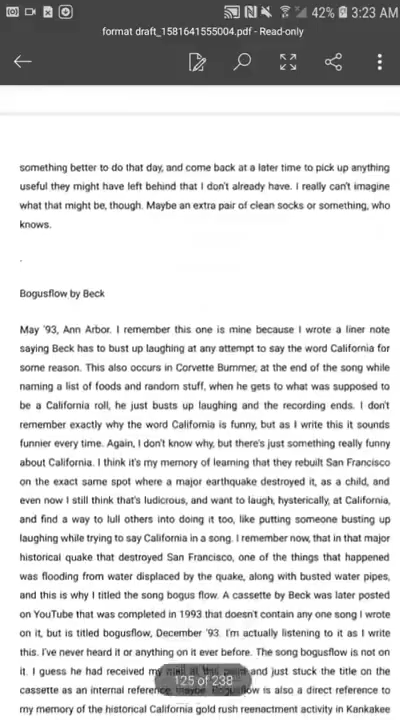 42% 3:23 AM
format draft_1581641555004.pdf - Read-only
something better to do that day, and come back at a later time to pick up anything
useful they might have left behind that I don't already have. I really can't imagine
what that might be, though. Maybe an extra pair of clean socks or something, who
knows.
.
Bogusflow by Beck
May '93, Ann Arbor. I remember this one is mine because I wrote a liner note
saying Beck has to bust up laughing at any attempt to say the word California for
some reason. This also occurs in Corvette Bummer, at the end of the song while
naming a list of foods and random stuff, when he gets to what was supposed to
be a California roll, he just busts up laughing and the recording ends. I don't
remember exactly why the word California is funny, but as I write this it sounds
funnier every time. Again, I don't know why, but there's just something really funny
about California. I think it's my memory of learning that they rebuilt San Francisco
on the exact same spot where a major earthquake destroyed it, as a child, and
even now I still think that's ludicrous, and want to laugh, hysterically, at California,
and find a way to lull others into doing it too, like putting someone busting up
laughing while trying to say California in a song. I remember now, that in that major
historical quake that destroyed San Francisco, one of the things that happened
was flooding from water displaced by the quake, along with busted water pipes,
and this is why I titled the song bogus flow. A cassette by Beck was later posted
on YouTube that was completed in 1993 that doesn't contain any one song I wrote
on it, but is titled bogusflow, December '93. I'm actually listening to it as I write
this. I've never heard it or anything on it ever before. The song bogusflow is not on
it. I guess he had received my mail at this point and just stuck the title on the
cassette as an internal reference, maybe. Bogusflow is also a direct reference to
my memory of the historical California gold rush reenactment activity in Kankakee
125 of 238